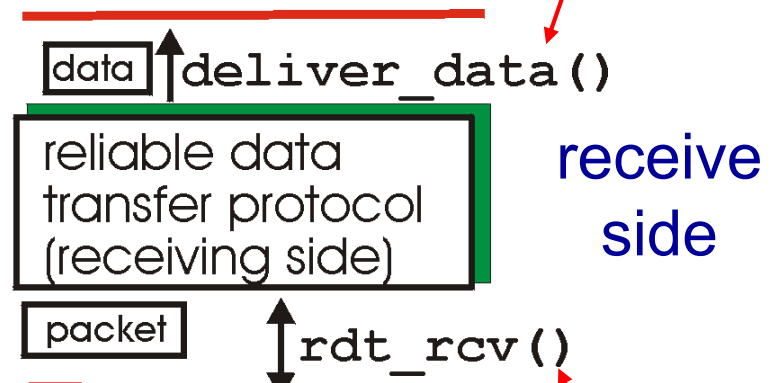 data deliver_data()
reliable data
transfer protocol
(receiving side)
receive
side
packet rdt_rcv()